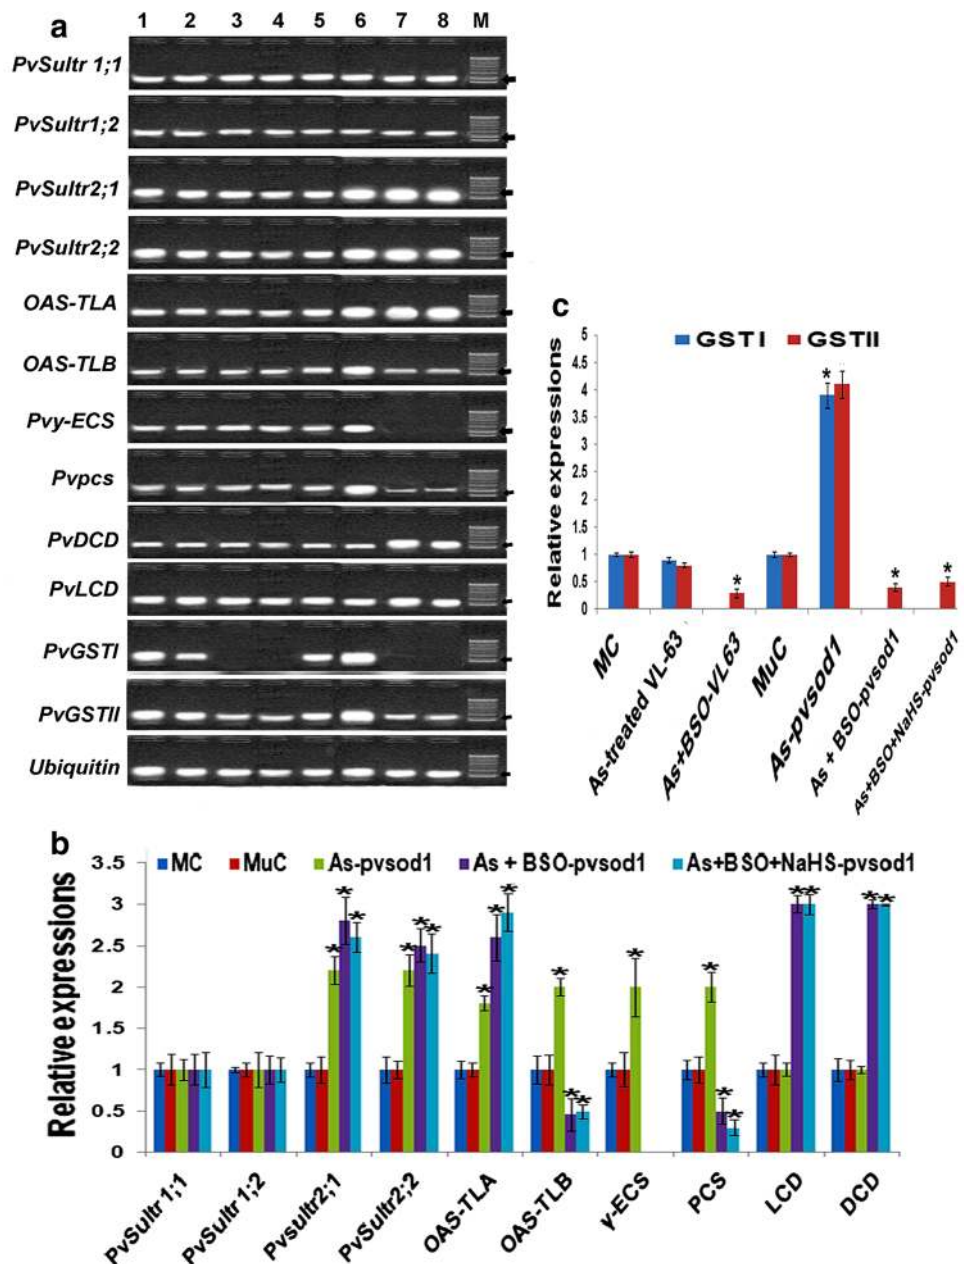 a
1 2 3 4 5 6 7 8 M
PvSultr 1;1
PvSultr1;2
PvSultr2;1
PvSultr2;2
OAS-TLA
OAS-TLB
Pvγ-ECS
Pvpcs
PvDCD
PvLCD
PvGSTI
PvGSTII
Ubiquitin
c
GST I GSTII
Relative expressions
5
4.5
4
3.5
3
2.5
2
1.5
1
0.5
0
* * * *
MC
As-treated VL-63
As+BSO-VL63
MuC
As-pvsod1
As + BSO-pvsod1
As+BSO+NaHS-pvsod1
b
MC MuC As-pvsod1 As + BSO-pvsod1 As+BSO+NaHS-pvsod1
Relative expressions
3.5
3
2.5
2
1.5
1
0.5
0
* * * * * * * * * * * * * * * * * * * *
PvSultr 1;1
PvSultr 1;2
Pvsultr2;1
PvSultr2;2
OAS-TLA
OAS-TLB
γ-ECS
PCS
LCD
DCD